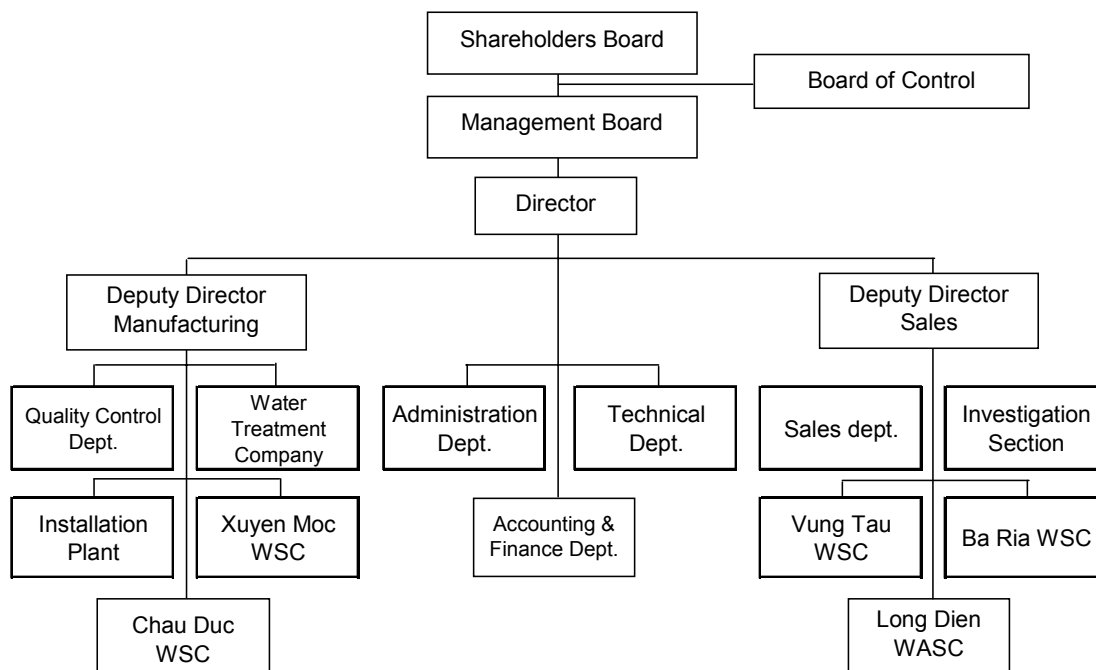 Shareholders Board
Board of Control
Management Board
Director
Deputy Director
Manufacturing
Deputy Director
Sales
Quality Control
Dept.
Water
Treatment
Company
Administration
Dept.
Technical
Dept.
Sales dept.
Investigation
Section
Installation
Plant
Xuyen Moc
WSC
Accounting &
Finance Dept.
Vung Tau
WSC
Ba Ria WSC
Chau Duc
WSC
Long Dien
WASC